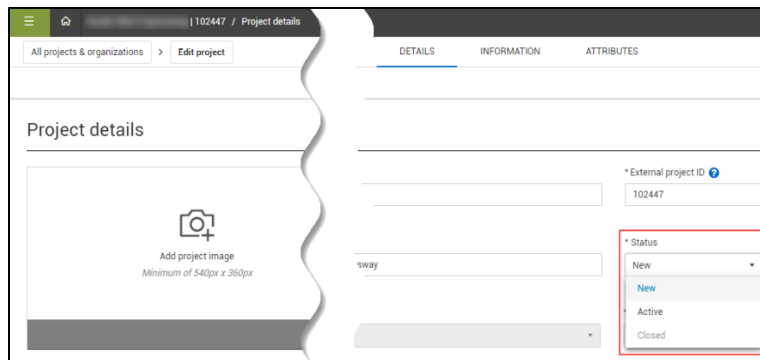 | 102447 / Project details
All projects & organizations > Edit project
DETAILS INFORMATION ATTRIBUTES
Project details
* External project ID ?
102447
Add project image
Minimum of 540px x 360px
sway
* Status
New
New
Active
Closed